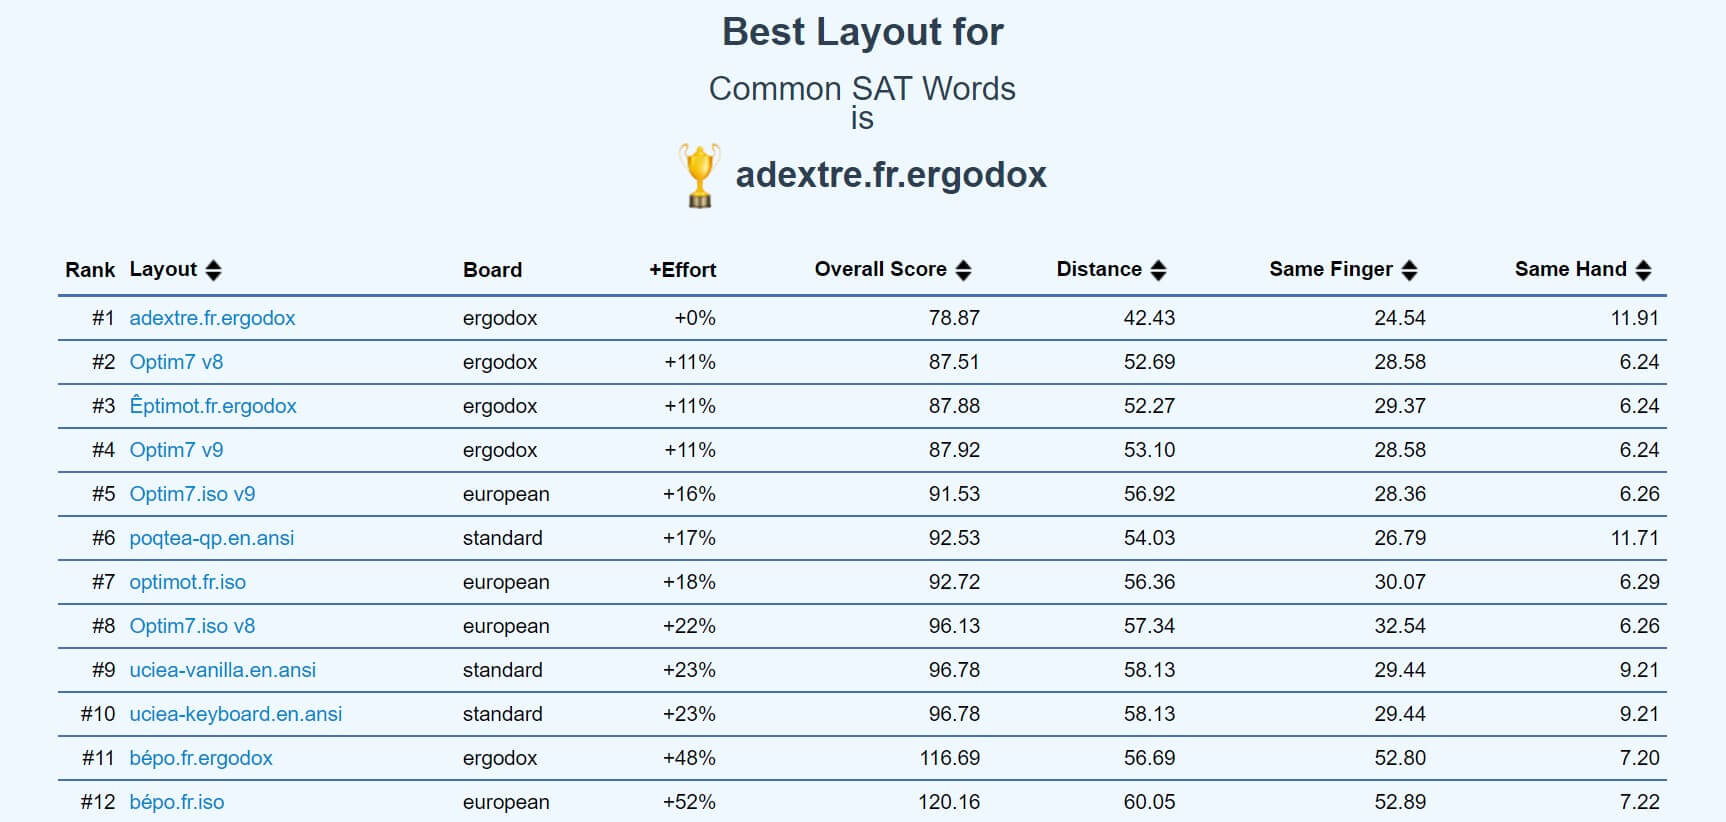 Best Layout for
Common SAT Words
is
adextre.fr.ergodox
Rank Layout Board +Effort Overall Score Distance Same Finger Same Hand
#1 adextre.fr.ergodox ergodox +0% 78.87 42.43 24.54 11.91
#2 Optim7 v8 ergodox +11% 87.51 52.69 28.58 6.24
#3 Êptimot.fr.ergodox ergodox +11% 87.88 52.27 29.37 6.24
#4 Optim7 v9 ergodox +11% 87.92 53.10 28.58 6.24
#5 Optim7.iso v9 european +16% 91.53 56.92 28.36 6.26
#6 poqtea-qp.en.ansi standard +17% 92.53 54.03 26.79 11.71
#7 optimot.fr.iso european +18% 92.72 56.36 30.07 6.29
#8 Optim7.iso v8 european +22% 96.13 57.34 32.54 6.26
#9 uciea-vanilla.en.ansi standard +23% 96.78 58.13 29.44 9.21
#10 uciea-keyboard.en.ansi standard +23% 96.78 58.13 29.44 9.21
#11 bépo.fr.ergodox ergodox +48% 116.69 56.69 52.80 7.20
#12 bépo.fr.iso european +52% 120.16 60.05 52.89 7.22